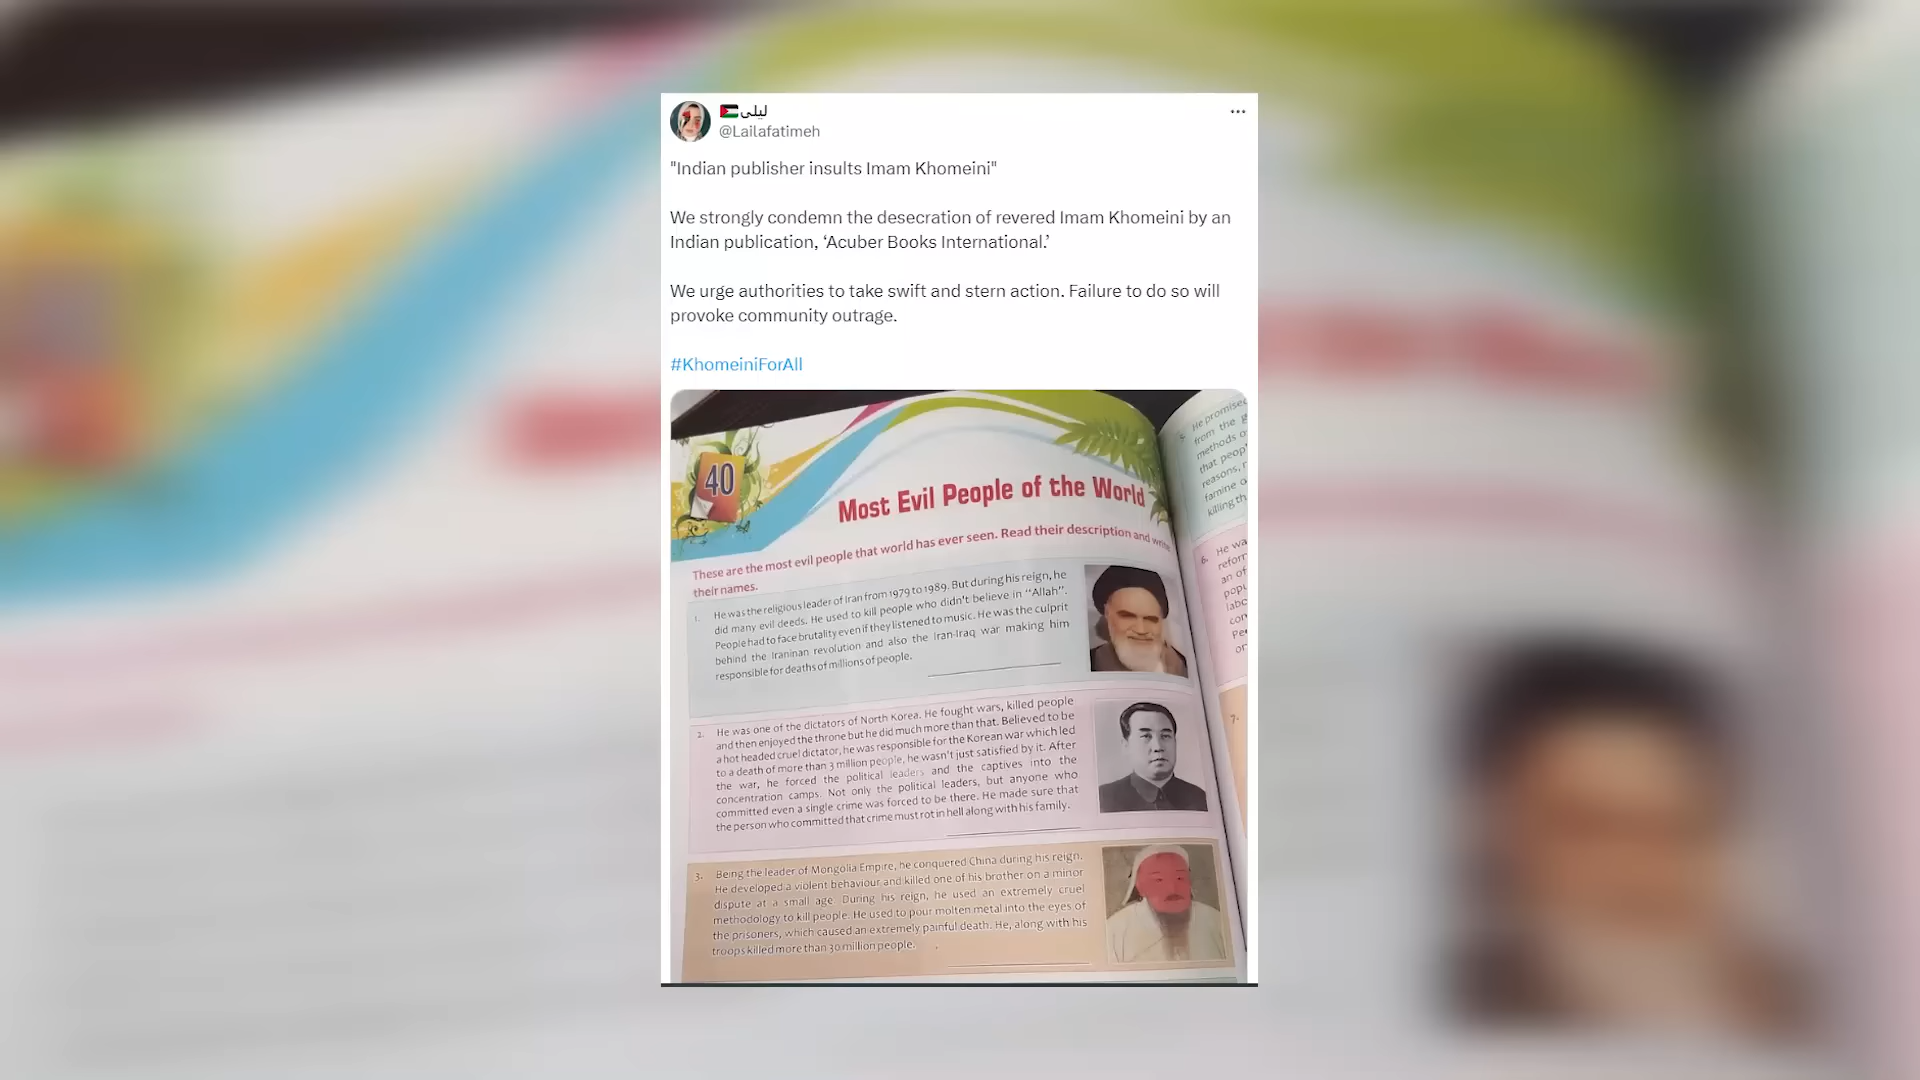 ليلى🇵🇸
@Lailafatimeh
"Indian publisher insults Imam Khomeini"
We strongly condemn the desecration of revered Imam Khomeini by an
Indian publication, ‘Acuber Books International.’
We urge authorities to take swift and stern action. Failure to do so will
provoke community outrage.
#KhomeiniForAll
40
Most Evil People of the World
These are the most evil people that world has ever seen. Read their description and write
their names.
1. He was the religious leader of Iran from 1979 to 1989. But during his reign, he
did many evil deeds. He used to kill people who didn't believe in "Allah".
People had to face brutality even if they listened to music. He was the culprit
behind the Iraninan revolution and also the Iran-Iraq war making him
responsible for deaths of millions of people.
2. He was one of the dictators of North Korea. He fought wars, killed people
and then enjoyed the throne but he did much more than that. Believed to be
a hot headed cruel dictator, he was responsible for the Korean war which led
to a death of more than 3 million people, he wasn't just satisfied by it. After
the war, he forced the political leaders and the captives into the
concentration camps. Not only the political leaders, but anyone who
committed even a single crime was forced to be there. He made sure that
the person who committed that crime must rot in hell along with his family.
3. Being the leader of Mongolia Empire, he conquered China during his reign.
He developed a violent behaviour and killed one of his brother on a minor
dispute at a small age. During his reign, he used an extremely cruel
methodology to kill people. He used to pour molten metal into the eyes of
the prisoners, which caused an extremely painful death. He, along with his
troops killed more than 30 million people.
He promised
from the
methods
that
reasons,
famine
killing
6. He
an of
7.